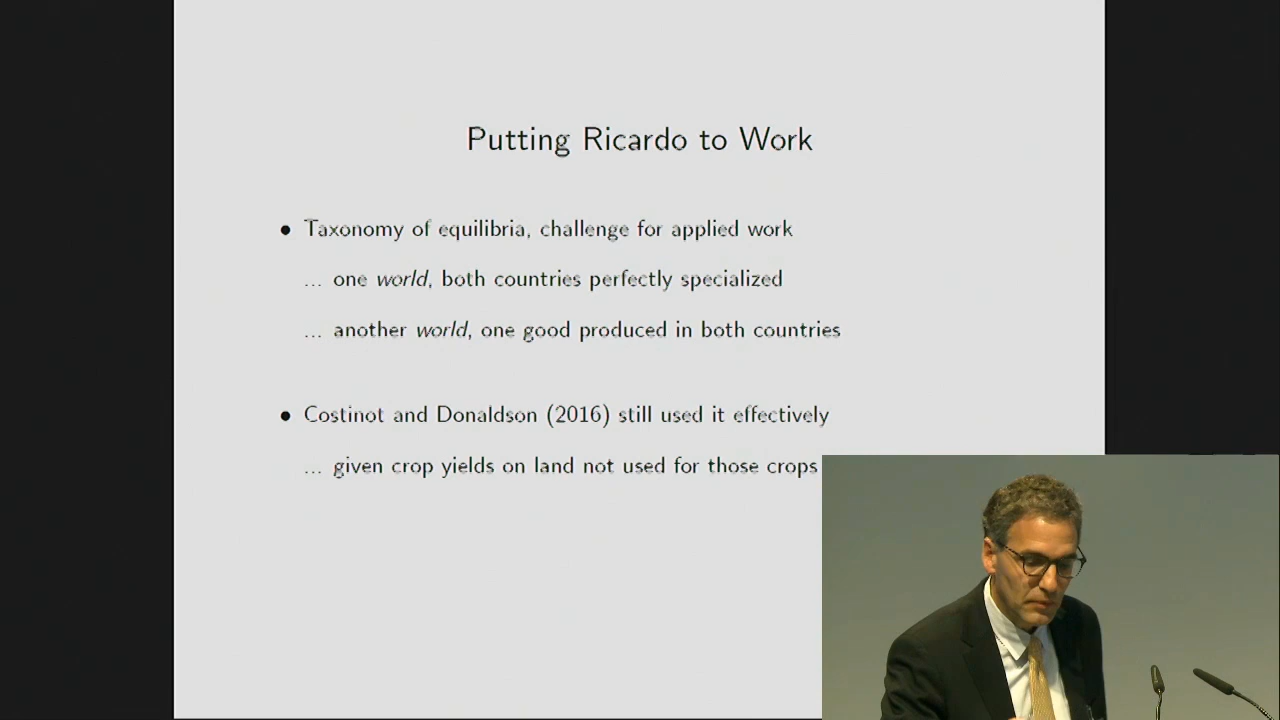 Putting Ricardo to Work
• Taxonomy of equilibria, challenge for applied work
... one world, both countries perfectly specialized
... another world, one good produced in both countries
• Costinot and Donaldson (2016) still used it effectively
... given crop yields on land not used for those crops